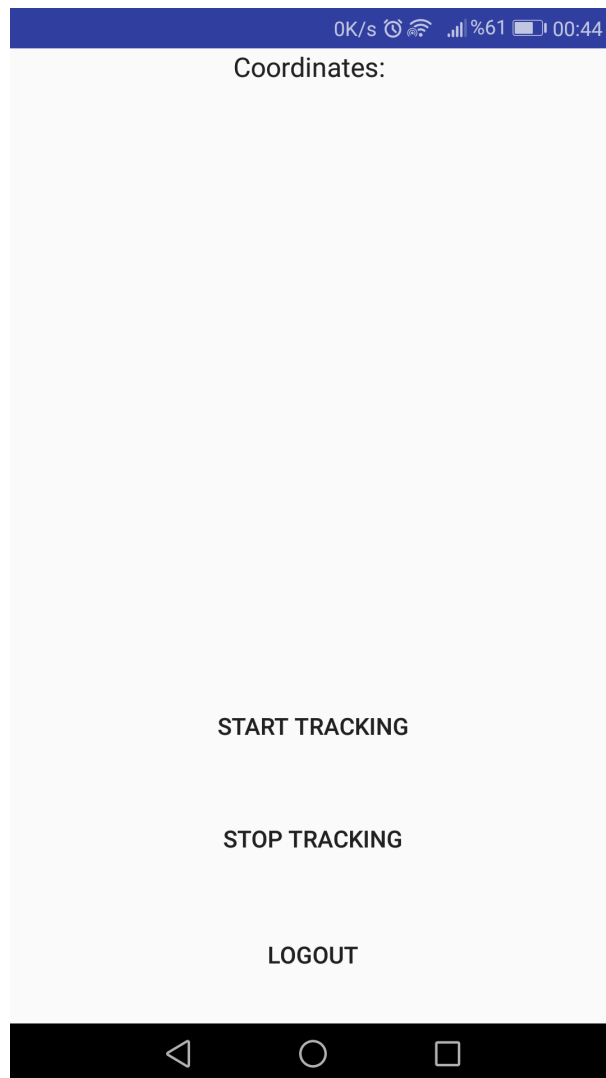 0K/s %61 00:44
Coordinates:
START TRACKING
STOP TRACKING
LOGOUT